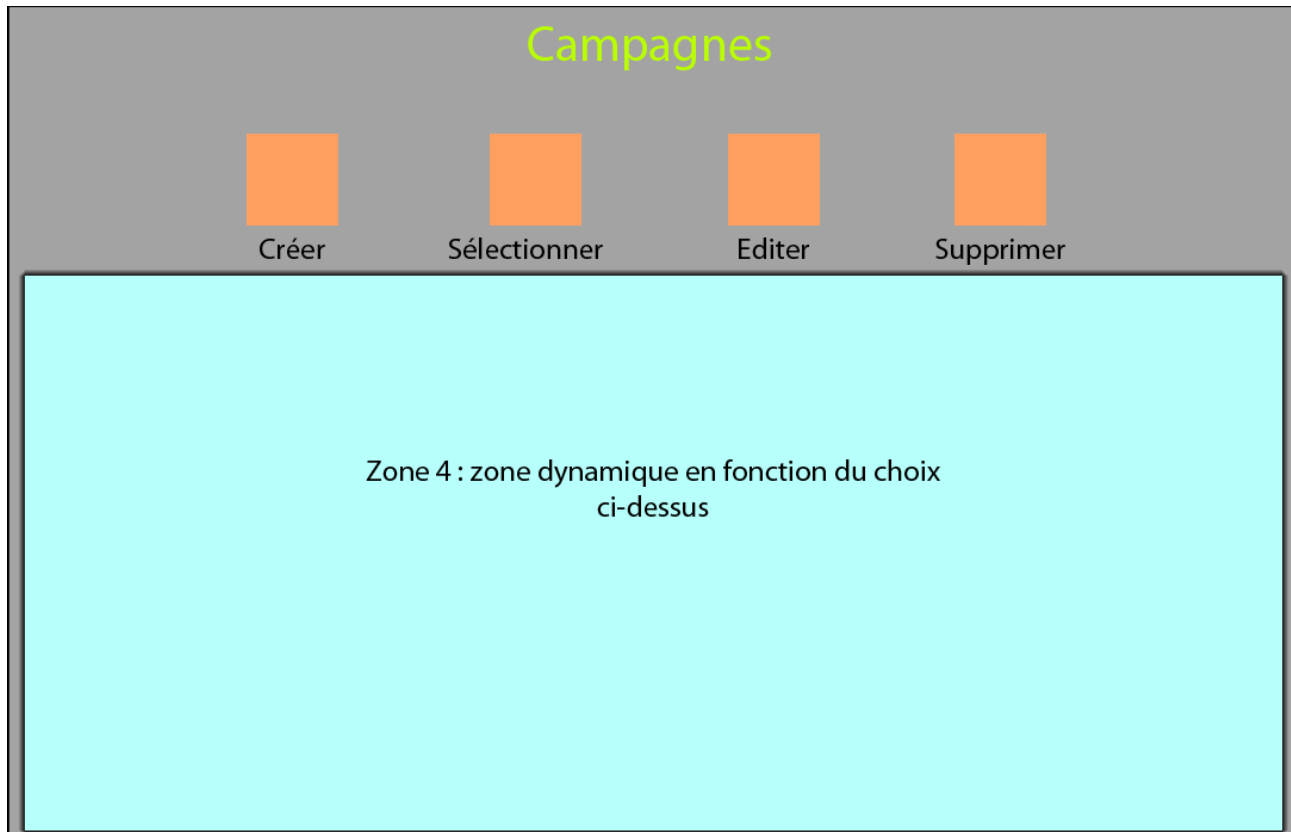 Campagnes
Créer Sélectionner Editer Supprimer
Zone 4 : zone dynamique en fonction du choix
ci-dessus